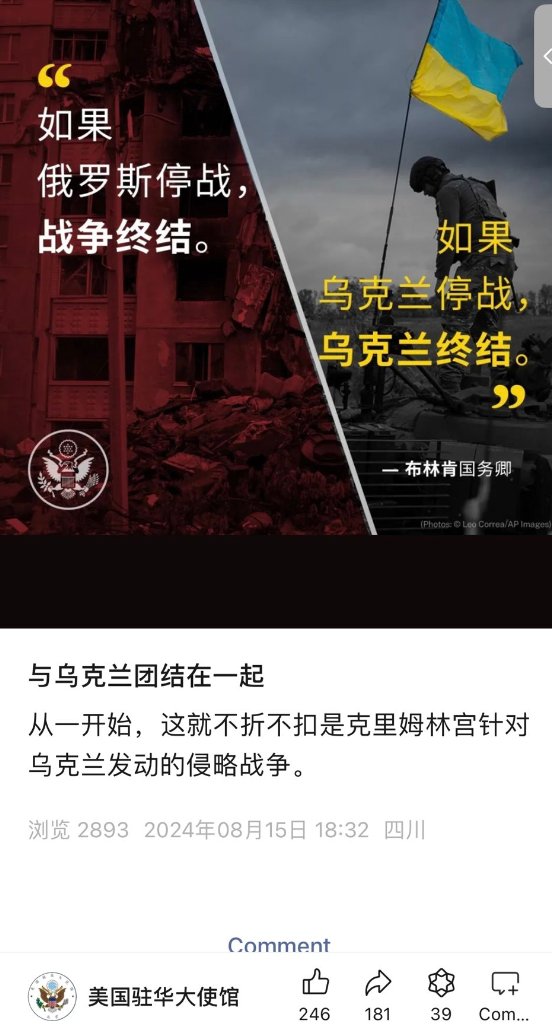 “
如果
俄罗斯停战，
战争终结。
如果
乌克兰停战，
乌克兰终结。
”
— 布林肯国务卿
(Photos: © Leo Correa/AP Images)
与乌克兰团结在一起
从一开始，这就不折不扣是克里姆林宫针对
乌克兰发动的侵略战争。
浏览 2893 2024年08月15日 18:32 四川
Comment
美国驻华大使馆
246
181
39
Com...